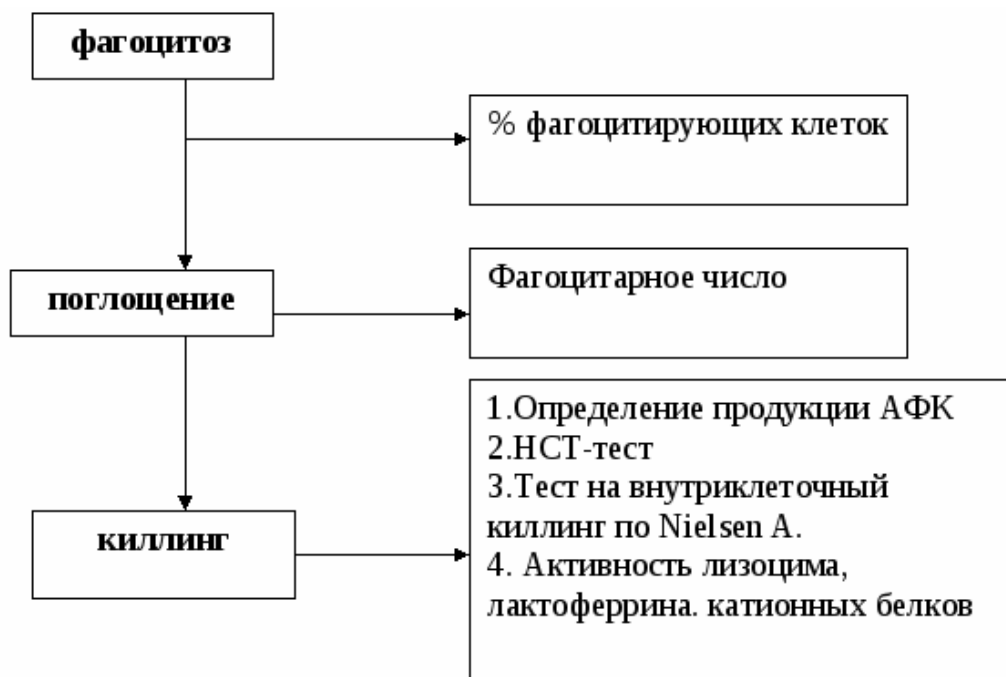 фагоцитоз
% фагоцитирующих клеток
поглощение
Фагоцитарное число
киллинг
1.Определение продукции АФК
2.НСТ-тест
3.Тест на внутриклеточный
киллинг по Nielsen A.
4. Активность лизоцима,
лактоферрина. катионных белков